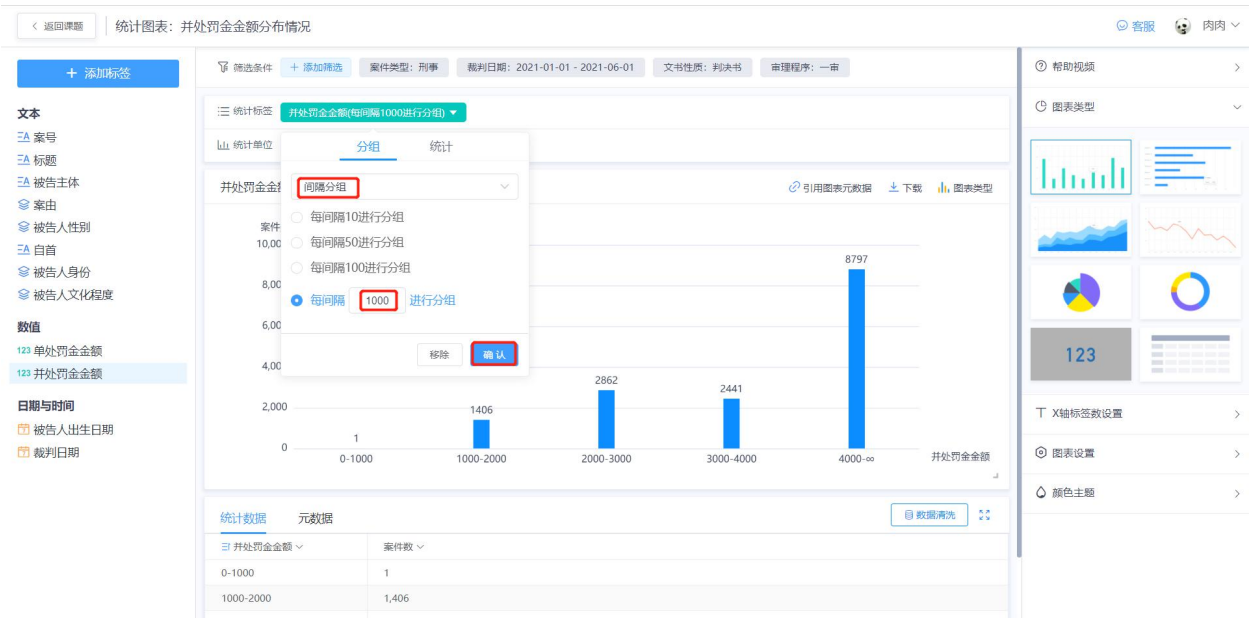 < 返回课题 统计图表：并处罚金金额分布情况 客服 肉肉
+ 添加标签
文本
案号
标题
被告主体
案由
被告人性别
自首
被告人身份
被告人文化程度
数值
123 单处罚金金额
123 并处罚金金额
日期与时间
被告人出生日期
裁判日期
筛选条件 + 添加筛选 案件类型：刑事 裁判日期：2021-01-01 - 2021-06-01 文书性质：判决书 审理程序：一审
统计标签 并处罚金金额(每间隔1000进行分组)
统计单位
分组 统计
间隔分组
每间隔10进行分组
每间隔50进行分组
每间隔100进行分组
每间隔 1000 进行分组
移除 确认
并处罚金金 引用图表元数据 下载 图表类型
案件
10,00
8,00
6,00
4,00
2,000
0
1
1406
2862
2441
8797
0-1000 1000-2000 2000-3000 3000-4000 4000-∞ 并处罚金金额
统计数据 元数据 数据清洗
并处罚金金额 案件数
0-1000 1
1000-2000 1,406
帮助视频
图表类型
123
X轴标签数设置
图表设置
颜色主题